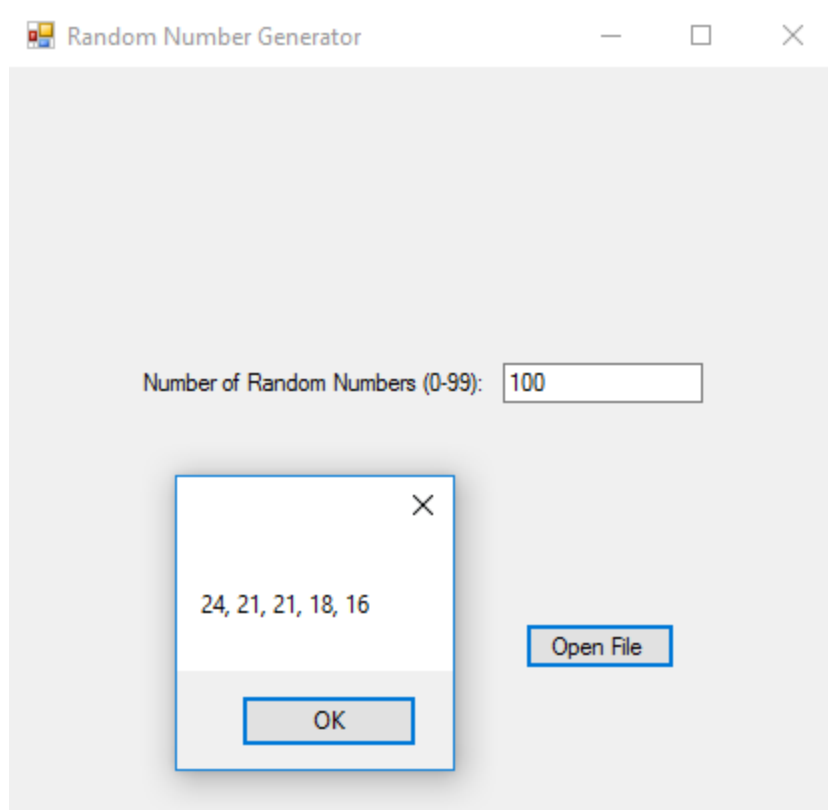 Random Number Generator
Number of Random Numbers (0-99): 100
24, 21, 21, 18, 16
Open File
OK